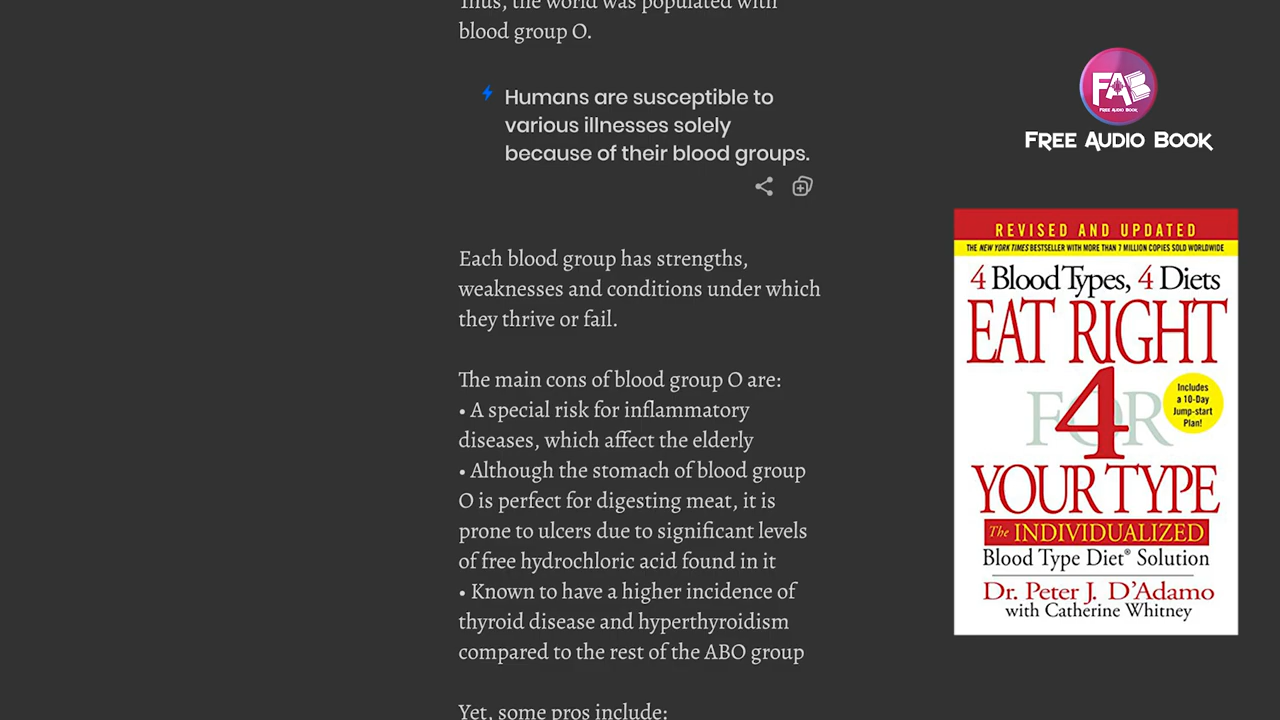 Thus, the world was populated with
blood group O.
Humans are susceptible to
various illnesses solely
because of their blood groups.
Each blood group has strengths,
weaknesses and conditions under which
they thrive or fail.
The main cons of blood group O are:
• A special risk for inflammatory
diseases, which affect the elderly
• Although the stomach of blood group
O is perfect for digesting meat, it is
prone to ulcers due to significant levels
of free hydrochloric acid found in it
• Known to have a higher incidence of
thyroid disease and hyperthyroidism
compared to the rest of the ABO group
Yet, some pros include:
FAB
FREE AUDIO BOOK
FREE AUDIO BOOK
REVISED AND UPDATED
THE NEW YORK TIMES BESTSELLER WITH MORE THAN 7 MILLION COPIES SOLD WORLDWIDE
4 Blood Types, 4 Diets
EAT RIGHT
FOR
4
Includes
a 10-Day
Jump-start
Plan!
YOUR TYPE
The INDIVIDUALIZED
Blood Type Diet® Solution
Dr. Peter J. D'Adamo
with Catherine Whitney